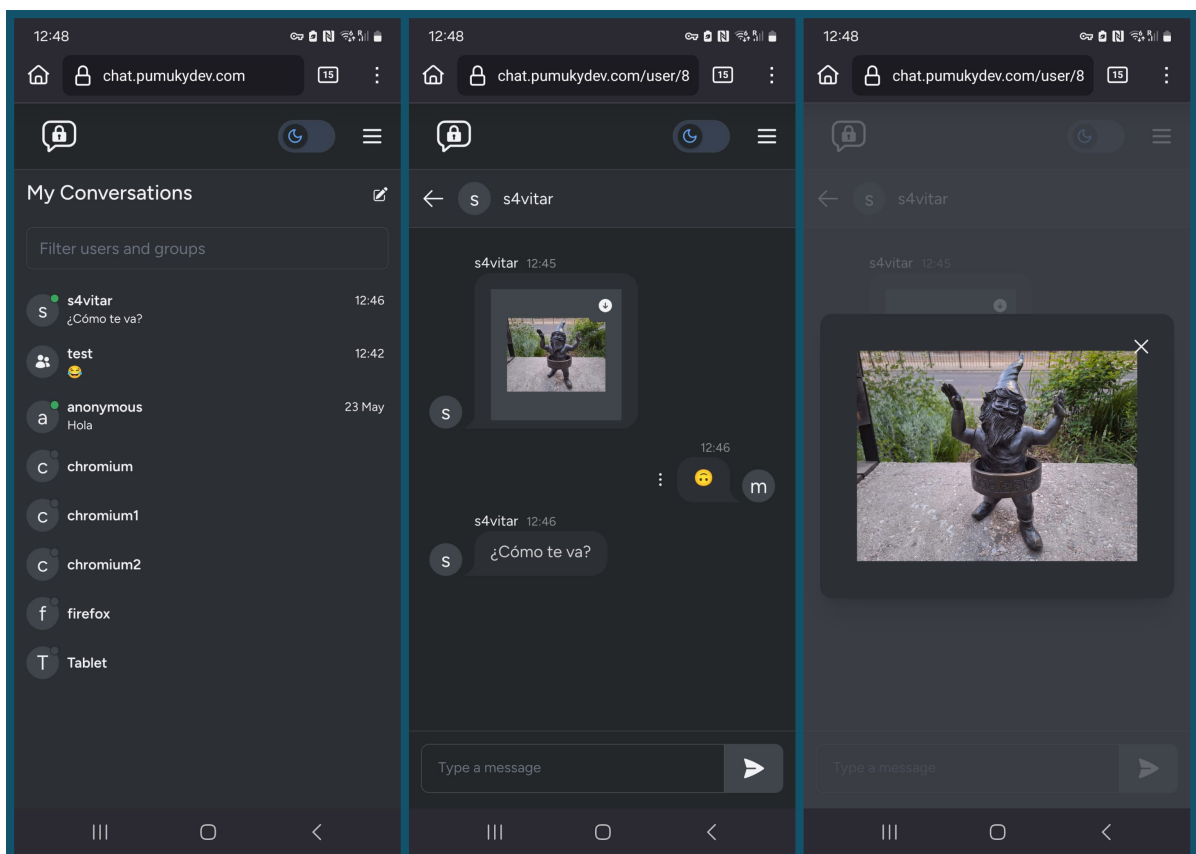 12:48
chat.pumukydev.com
15
My Conversations
Filter users and groups
s
s4vitar
12:46
¿Cómo te va?
test
12:42
😂
a
anonymous
23 May
Hola
c
chromium
c
chromium1
c
chromium2
f
firefox
T
Tablet
12:48
chat.pumukydev.com/user/8
15
s
s4vitar
s4vitar 12:45
s
12:46
🙃
m
s4vitar 12:46
s
¿Cómo te va?
Type a message
12:48
chat.pumukydev.com/user/8
15
s
s4vitar
s4vitar 12:45
Type a message